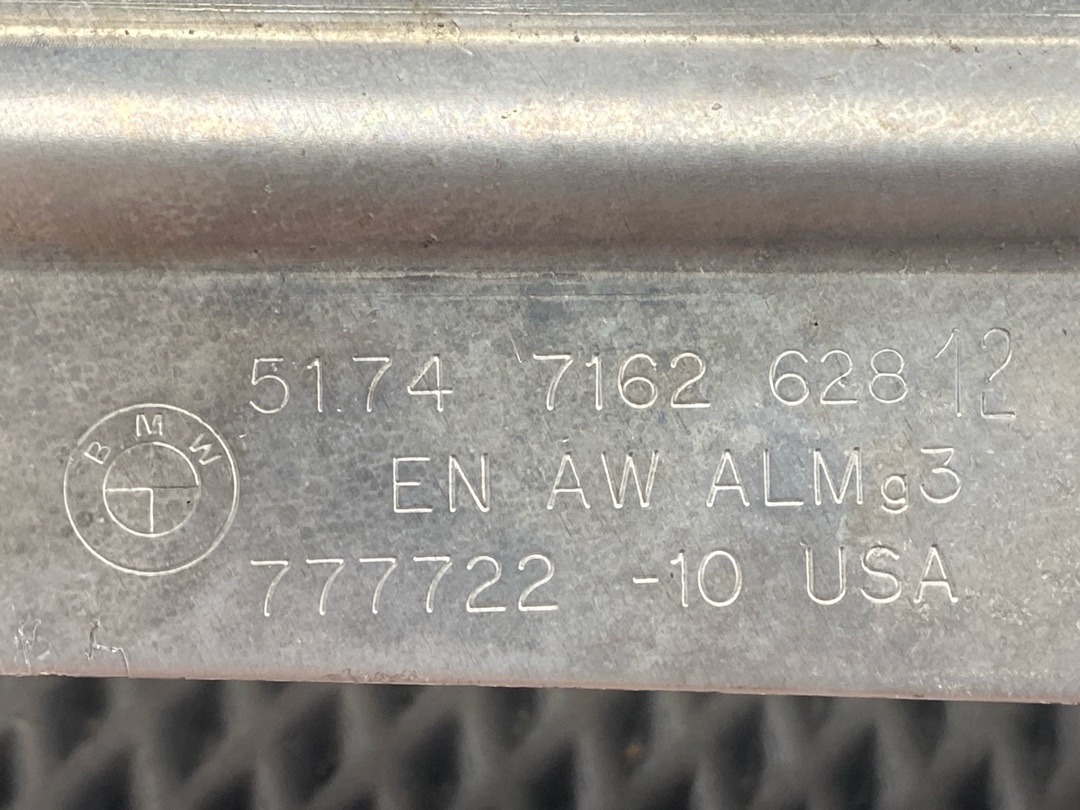 51.74 7162 628 12
BMW
EN AW ALMg3
777722 -10 USA